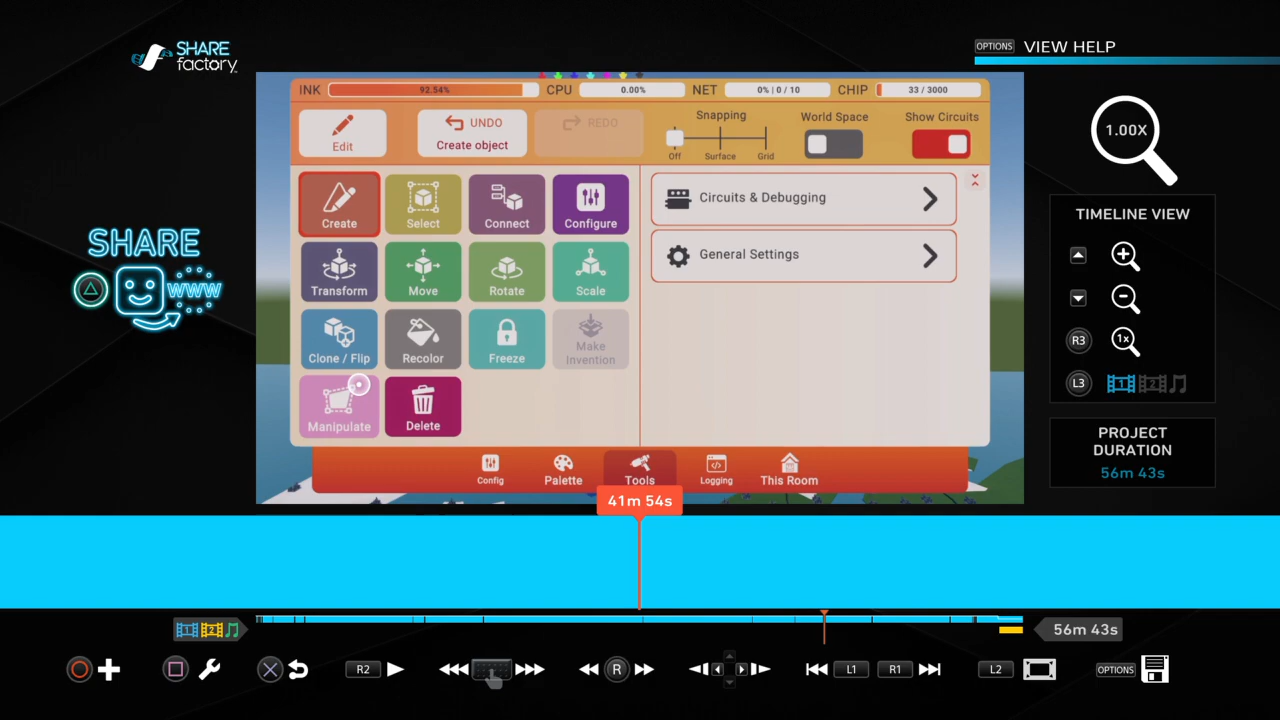 SHARE
factory
OPTIONS VIEW HELP
INK 92.54% CPU 0.00% NET 0% | 0 / 10 CHIP 33 / 3000
Edit
UNDO
Create object
REDO
Snapping
Off Surface Grid
World Space
Show Circuits
1.00X
Create Select Connect Configure
Transform Move Rotate Scale
Clone / Flip Recolor Freeze Make Invention
Manipulate Delete
Circuits & Debugging
General Settings
SHARE
WWW
TIMELINE VIEW
R3 1x
L3 1 2
PROJECT
DURATION
56m 43s
Config Palette Tools Logging This Room
41m 54s
1 2 56m 43s
R2 R L1 R1 L2 OPTIONS